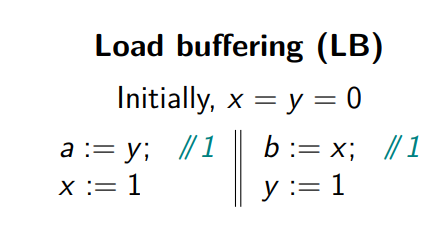 Load buffering (LB)
Initially, x = y = 0
a := y; //1 ‖ b := x; //1
x := 1 ‖ y := 1